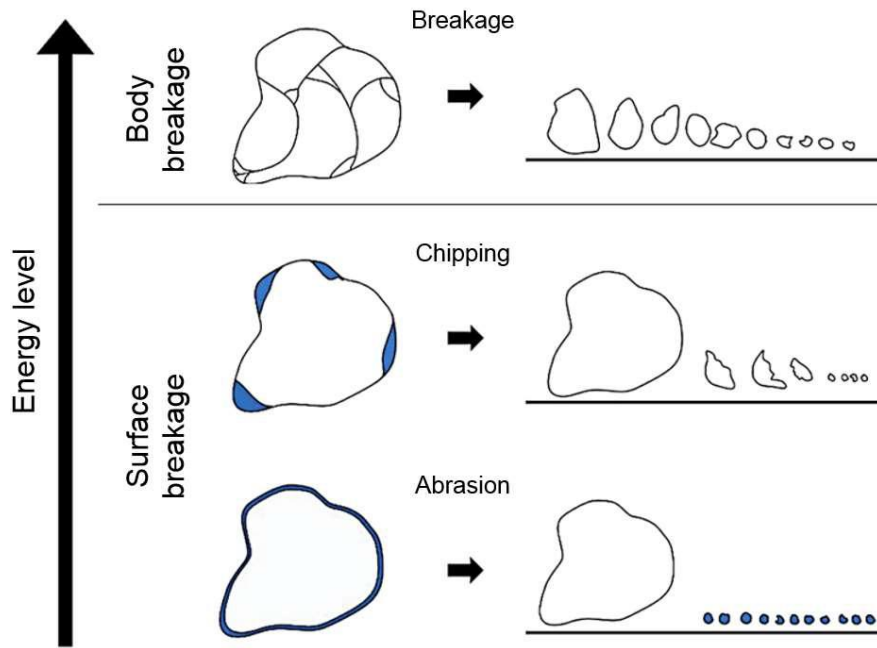 Breakage
Body
breakage
Energy level
Chipping
Surface
breakage
Abrasion